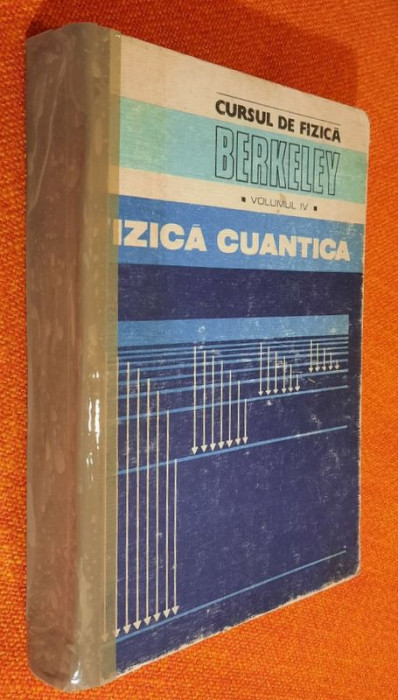 CURSUL DE FIZICĂ
BERKELEY
▪ VOLUMUL IV ▪
IZICĂ CUANTICA